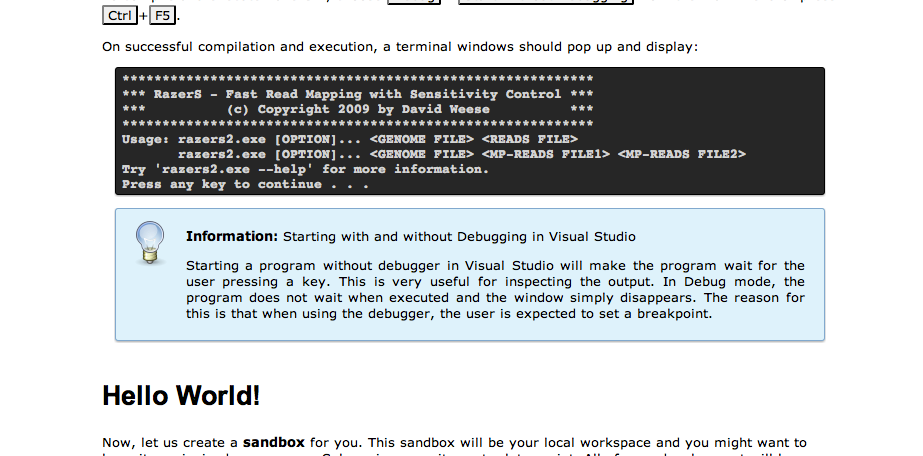 Ctrl + F5 .
On successful compilation and execution, a terminal windows should pop up and display:
***********************************************************
*** RazerS - Fast Read Mapping with Sensitivity Control ***
***          (c) Copyright 2009 by David Weese          ***
***********************************************************
Usage: razers2.exe [OPTION]... <GENOME FILE> <READS FILE>
       razers2.exe [OPTION]... <GENOME FILE> <MP-READS FILE1> <MP-READS FILE2>
Try 'razers2.exe --help' for more information.
Press any key to continue . . .
Information: Starting with and without Debugging in Visual Studio
Starting a program without debugger in Visual Studio will make the program wait for the
user pressing a key. This is very useful for inspecting the output. In Debug mode, the
program does not wait when executed and the window simply disappears. The reason for
this is that when using the debugger, the user is expected to set a breakpoint.
Hello World!
Now, let us create a sandbox for you. This sandbox will be your local workspace and you might want to